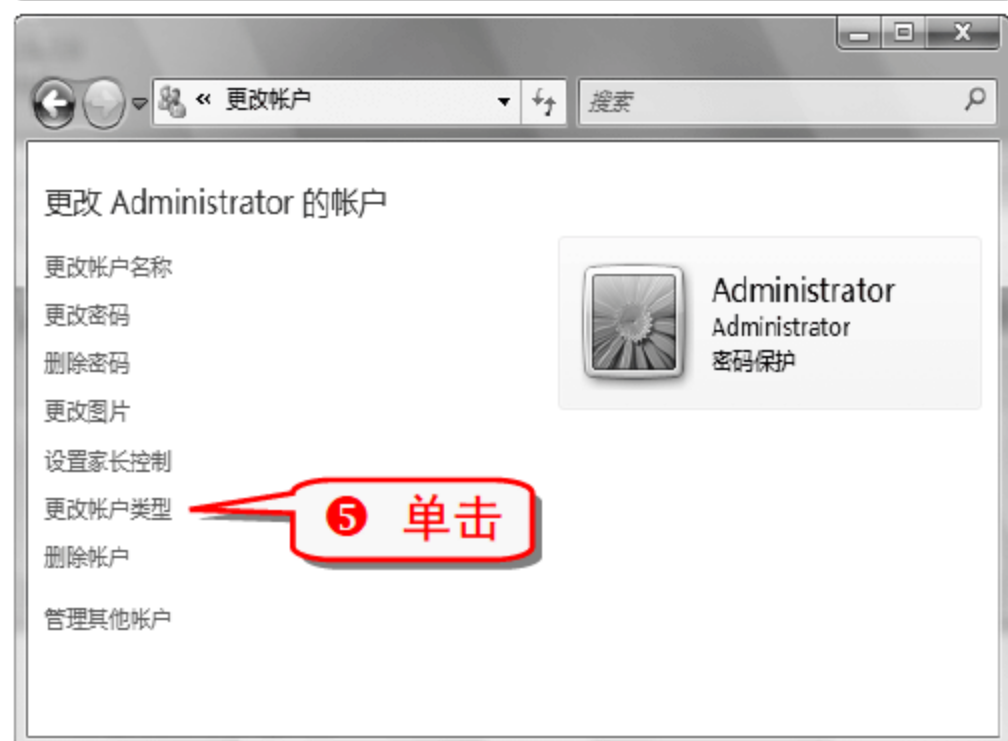 « 更改帐户
搜索
更改 Administrator 的帐户
更改帐户名称
更改密码
删除密码
更改图片
设置家长控制
更改帐户类型
删除帐户
管理其他帐户
Administrator
Administrator
密码保护
❺ 单击